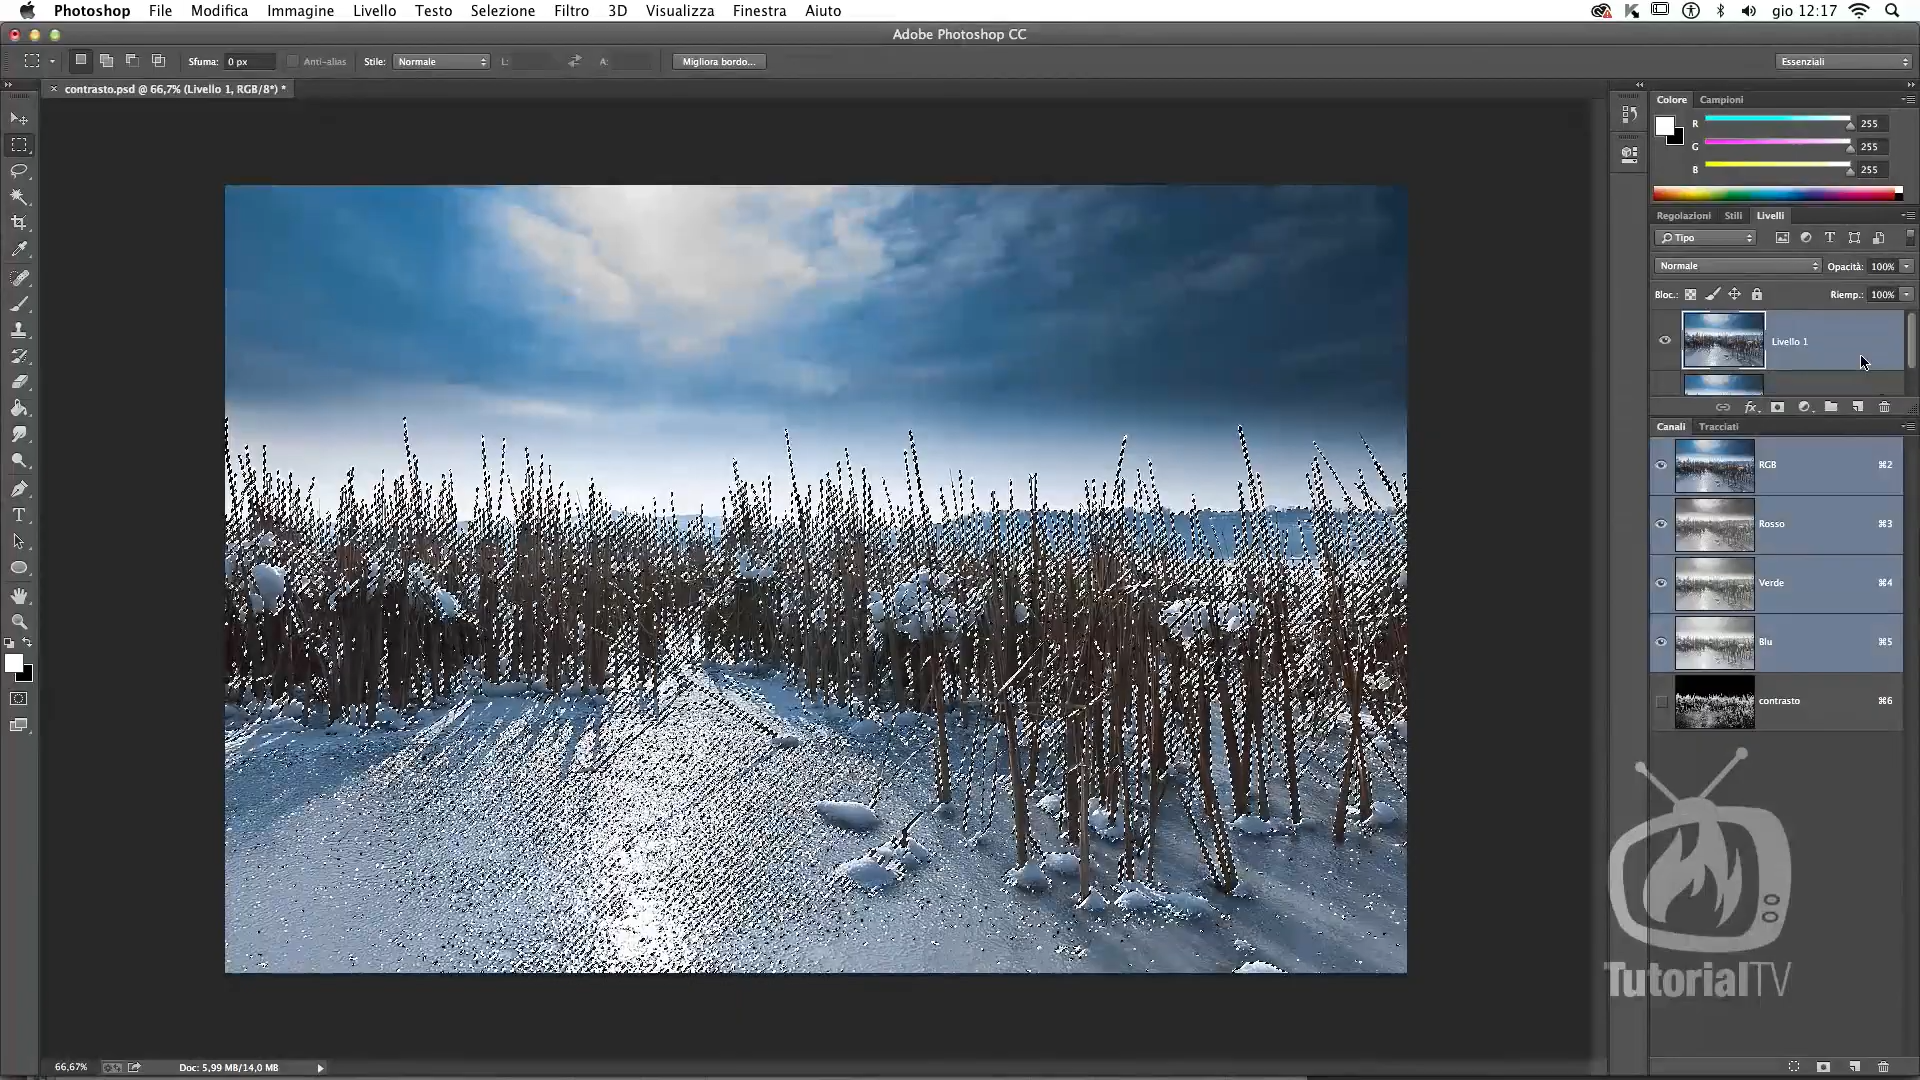 Photoshop File Modifica Immagine Livello Testo Selezione Filtro 3D Visualizza Finestra Aiuto gio 12:17
Adobe Photoshop CC
Sfuma: 0 px Anti-alias Stile: Normale L: A: Migliora bordo... Essenziali
× contrasto.psd @ 66,7% (Livello 1, RGB/8*) *
Colore Campioni
R 255
G 255
B 255
Regolazioni Stili Livelli
Tipo
Normale Opacità: 100%
Bloc.: Riemp.: 100%
Livello 1
fx
Canali Tracciati
RGB ⌘2
Rosso ⌘3
Verde ⌘4
Blu ⌘5
contrasto ⌘6
TutorialTV
66,67% Doc: 5,99 MB/14,0 MB